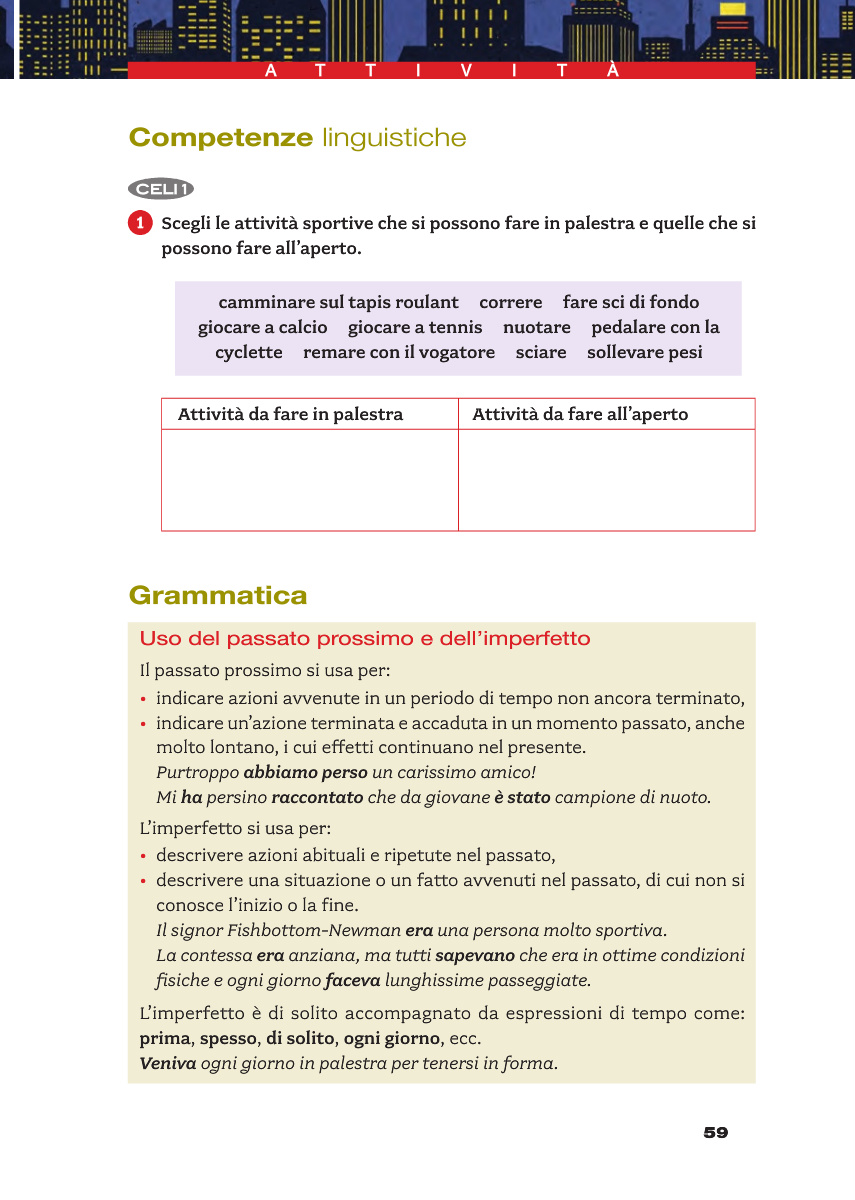 ATTIVITÀ
Competenze linguistiche
CELI 1
1 Scegli le attività sportive che si possono fare in palestra e quelle che si
possono fare all’aperto.
camminare sul tapis roulant correre fare sci di fondo
giocare a calcio giocare a tennis nuotare pedalare con la
cyclette remare con il vogatore sciare sollevare pesi
Attività da fare in palestra Attività da fare all’aperto
Grammatica
Uso del passato prossimo e dell’imperfetto
Il passato prossimo si usa per:
• indicare azioni avvenute in un periodo di tempo non ancora terminato,
• indicare un’azione terminata e accaduta in un momento passato, anche
molto lontano, i cui effetti continuano nel presente.
Purtroppo abbiamo perso un carissimo amico!
Mi ha persino raccontato che da giovane è stato campione di nuoto.
L’imperfetto si usa per:
• descrivere azioni abituali e ripetute nel passato,
• descrivere una situazione o un fatto avvenuti nel passato, di cui non si
conosce l’inizio o la fine.
Il signor Fishbottom-Newman era una persona molto sportiva.
La contessa era anziana, ma tutti sapevano che era in ottime condizioni
fisiche e ogni giorno faceva lunghissime passeggiate.
L’imperfetto è di solito accompagnato da espressioni di tempo come:
prima, spesso, di solito, ogni giorno, ecc.
Veniva ogni giorno in palestra per tenersi in forma.
59